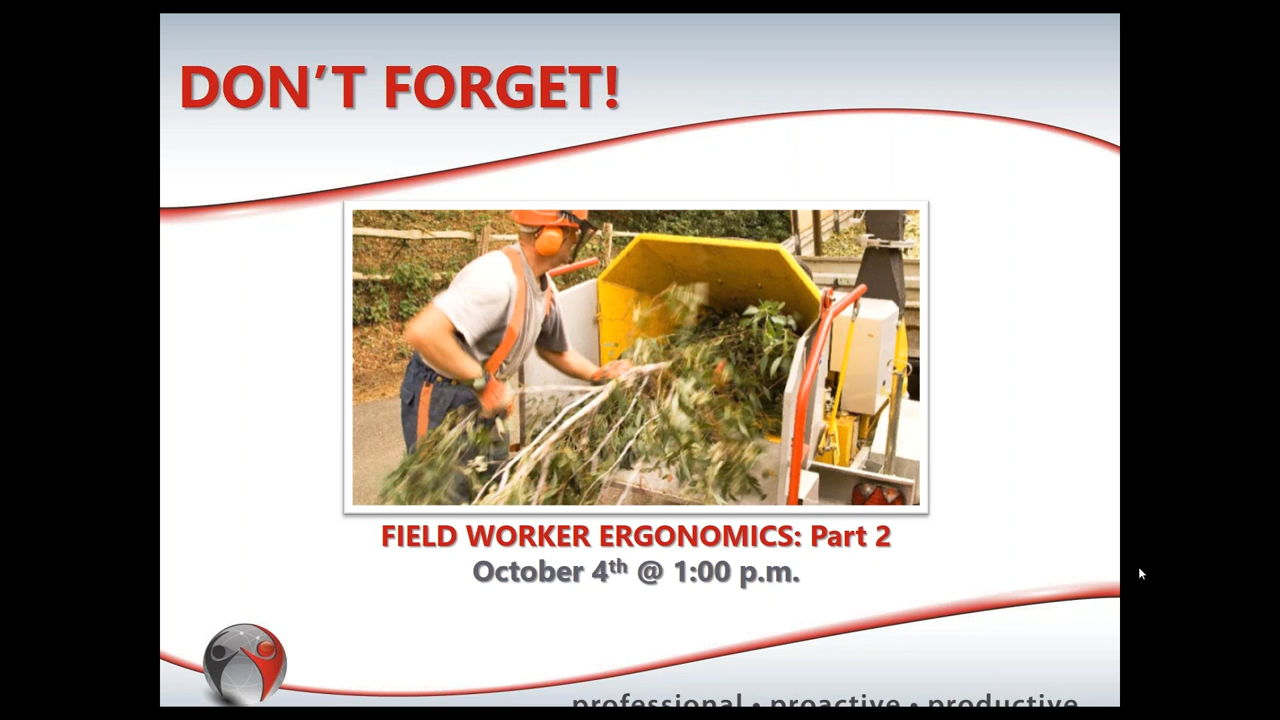 DON’T FORGET!
FIELD WORKER ERGONOMICS: Part 2
October 4th @ 1:00 p.m.
professional • proactive • productive